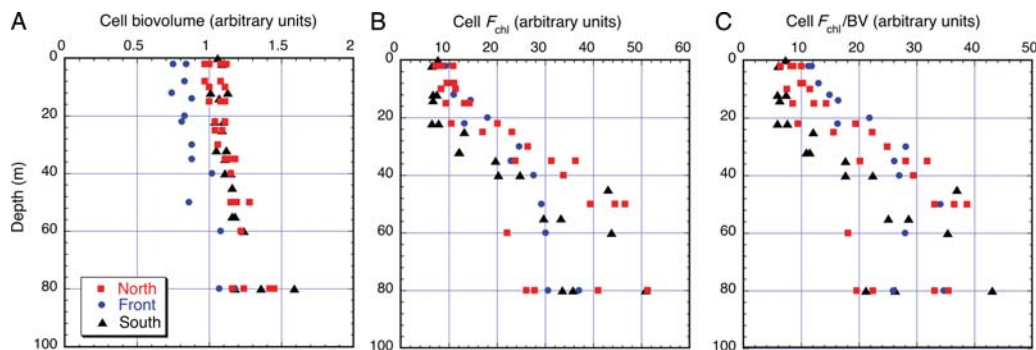 A
Cell biovolume (arbitrary units)
0 0.5 1 1.5 2
0
20
40
60
80
100
Depth (m)
North
Front
South
B
Cell Fchl (arbitrary units)
0 10 20 30 40 50 60
0
20
40
60
80
100
C
Cell Fchl/BV (arbitrary units)
0 10 20 30 40 50
0
20
40
60
80
100